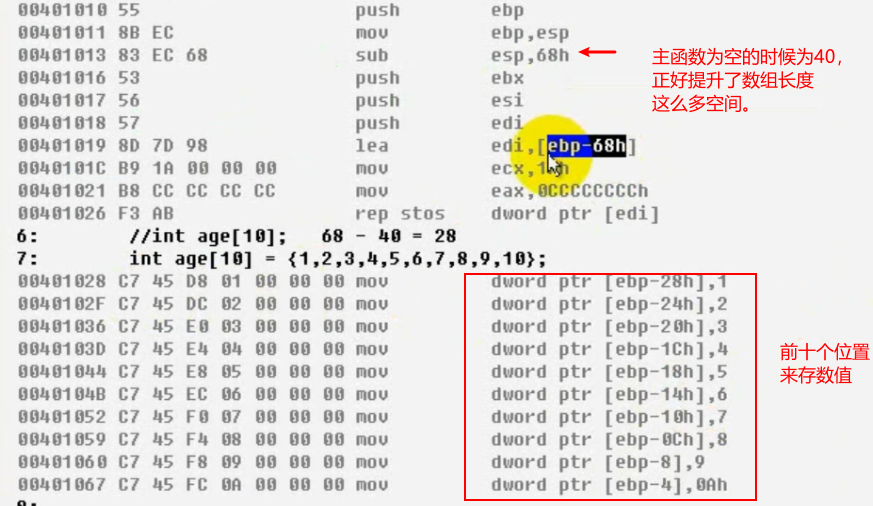 00401010 55 push ebp
00401011 8B EC mov ebp,esp
00401013 83 EC 68 sub esp,68h
主函数为空的时候为40，
正好提升了数组长度
这么多空间。
00401016 53 push ebx
00401017 56 push esi
00401018 57 push edi
00401019 8D 7D 98 lea edi,[ebp-68h]
0040101C B9 1A 00 00 00 mov ecx,
00401021 B8 CC CC CC CC mov eax,0CCCCCCCCh
00401026 F3 AB rep stos dword ptr [edi]
6: //int age[10]; 68 - 40 = 28
7: int age[10] = {1,2,3,4,5,6,7,8,9,10};
00401028 C7 45 D8 01 00 00 00 mov dword ptr [ebp-28h],1
0040102F C7 45 DC 02 00 00 00 mov dword ptr [ebp-24h],2
00401036 C7 45 E0 03 00 00 00 mov dword ptr [ebp-20h],3
0040103D C7 45 E4 04 00 00 00 mov dword ptr [ebp-1Ch],4
00401044 C7 45 E8 05 00 00 00 mov dword ptr [ebp-18h],5
0040104B C7 45 EC 06 00 00 00 mov dword ptr [ebp-14h],6
00401052 C7 45 F0 07 00 00 00 mov dword ptr [ebp-10h],7
00401059 C7 45 F4 08 00 00 00 mov dword ptr [ebp-0Ch],8
00401060 C7 45 F8 09 00 00 00 mov dword ptr [ebp-8],9
00401067 C7 45 FC 0A 00 00 00 mov dword ptr [ebp-4],0Ah
前十个位置
来存数值